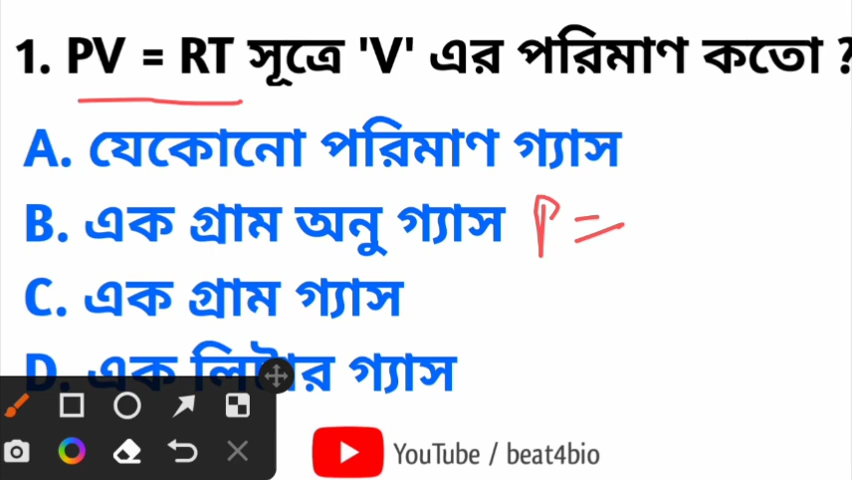 1. PV = RT সূত্রে 'V' এর পরিমাণ কতো ?
A. যেকোনো পরিমাণ গ্যাস
B. এক গ্রাম অনু গ্যাস P =
C. এক গ্রাম গ্যাস
D. এক লিটার গ্যাস
YouTube / beat4bio